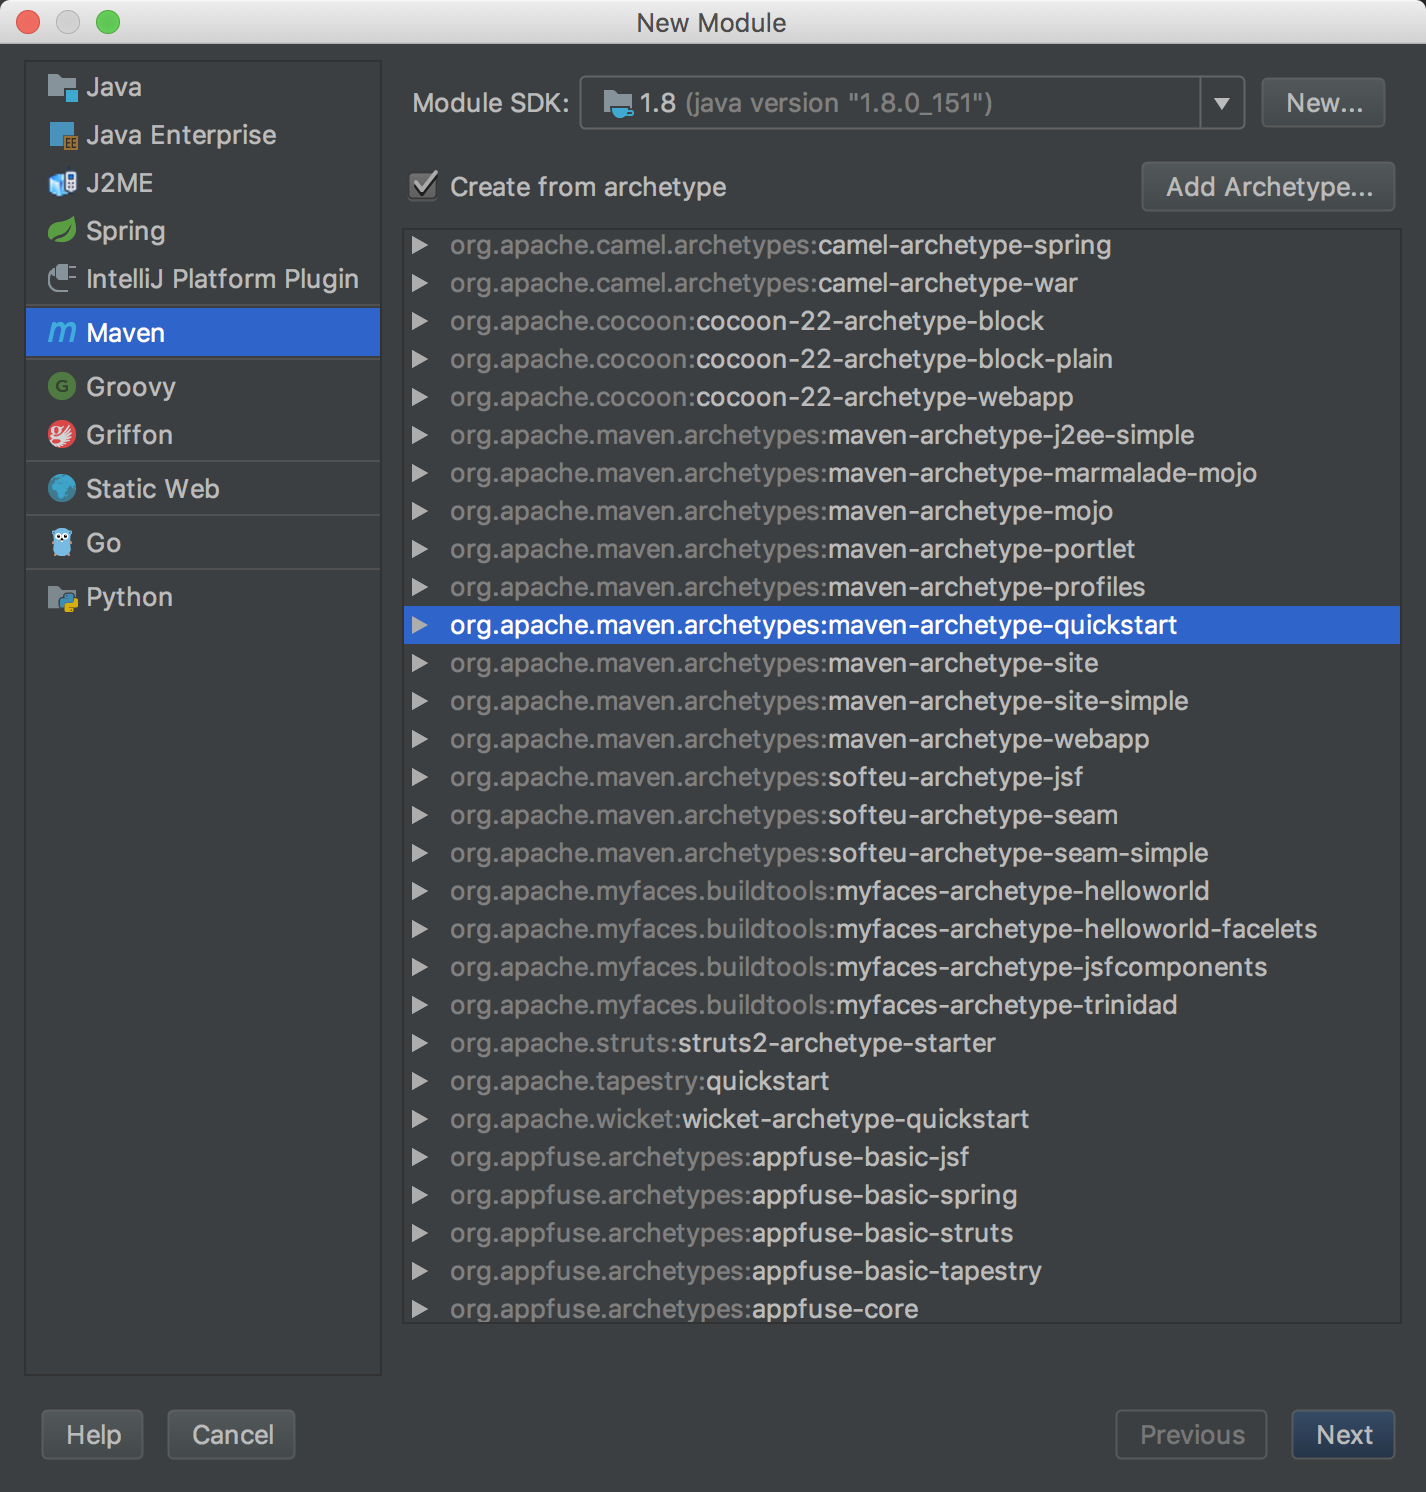 New Module
Java
Java Enterprise
J2ME
Spring
IntelliJ Platform Plugin
Maven
Groovy
Griffon
Static Web
Go
Python
Module SDK: 1.8 (java version "1.8.0_151") New...
Create from archetype Add Archetype...
org.apache.camel.archetypes:camel-archetype-spring
org.apache.camel.archetypes:camel-archetype-war
org.apache.cocoon:cocoon-22-archetype-block
org.apache.cocoon:cocoon-22-archetype-block-plain
org.apache.cocoon:cocoon-22-archetype-webapp
org.apache.maven.archetypes:maven-archetype-j2ee-simple
org.apache.maven.archetypes:maven-archetype-marmalade-mojo
org.apache.maven.archetypes:maven-archetype-mojo
org.apache.maven.archetypes:maven-archetype-portlet
org.apache.maven.archetypes:maven-archetype-profiles
org.apache.maven.archetypes:maven-archetype-quickstart
org.apache.maven.archetypes:maven-archetype-site
org.apache.maven.archetypes:maven-archetype-site-simple
org.apache.maven.archetypes:maven-archetype-webapp
org.apache.maven.archetypes:softeu-archetype-jsf
org.apache.maven.archetypes:softeu-archetype-seam
org.apache.maven.archetypes:softeu-archetype-seam-simple
org.apache.myfaces.buildtools:myfaces-archetype-helloworld
org.apache.myfaces.buildtools:myfaces-archetype-helloworld-facelets
org.apache.myfaces.buildtools:myfaces-archetype-jsfcomponents
org.apache.myfaces.buildtools:myfaces-archetype-trinidad
org.apache.struts:struts2-archetype-starter
org.apache.tapestry:quickstart
org.apache.wicket:wicket-archetype-quickstart
org.appfuse.archetypes:appfuse-basic-jsf
org.appfuse.archetypes:appfuse-basic-spring
org.appfuse.archetypes:appfuse-basic-struts
org.appfuse.archetypes:appfuse-basic-tapestry
org.appfuse.archetypes:appfuse-core
Help Cancel Previous Next